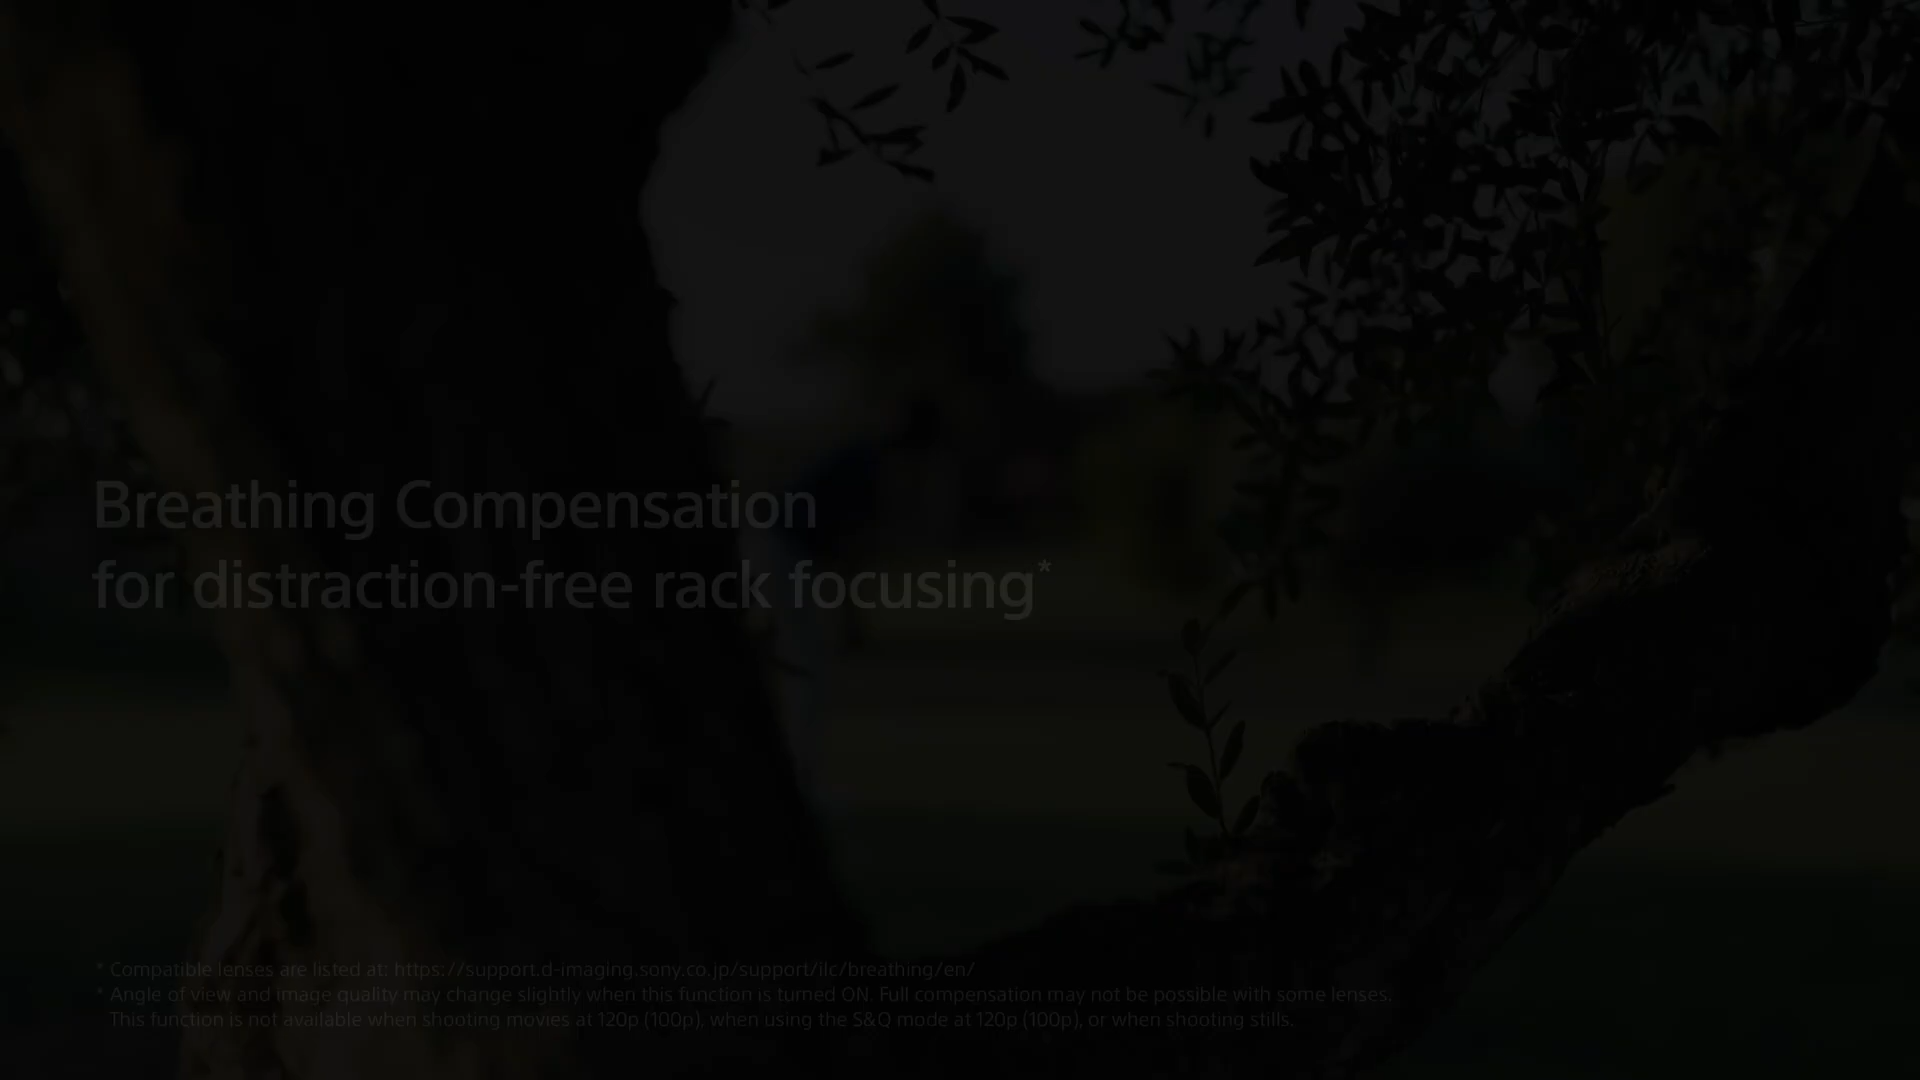 Breathing Compensation
for distraction-free rack focusing*
* Compatible lenses are listed at: https://support.d-imaging.sony.co.jp/support/ilc/breathing/en/
* Angle of view and image quality may change slightly when this function is turned ON. Full compensation may not be possible with some lenses.
This function is not available when shooting movies at 120p (100p), when using the S&Q mode at 120p (100p), or when shooting stills.